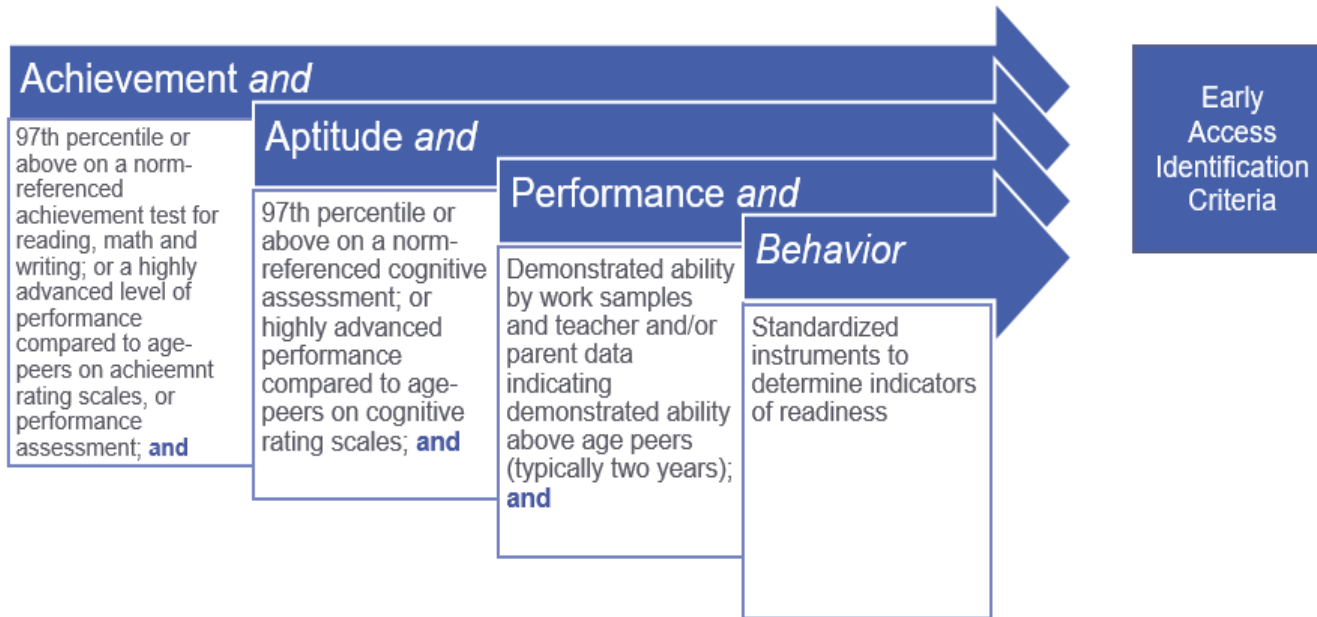 Achievement and
97th percentile or
above on a norm-
referenced
achievement test for
reading, math and
writing; or a highly
advanced level of
performance
compared to age-
peers on achieemnt
rating scales, or
performance
assessment; and
Aptitude and
97th percentile or
above on a norm-
referenced cognitive
assessment; or
highly advanced
performance
compared to age-
peers on cognitive
rating scales; and
Performance and
Demonstrated ability
by work samples
and teacher and/or
parent data
indicating
demonstrated ability
above age peers
(typically two years);
and
Behavior
Standardized
instruments to
determine indicators
of readiness
Early
Access
Identification
Criteria